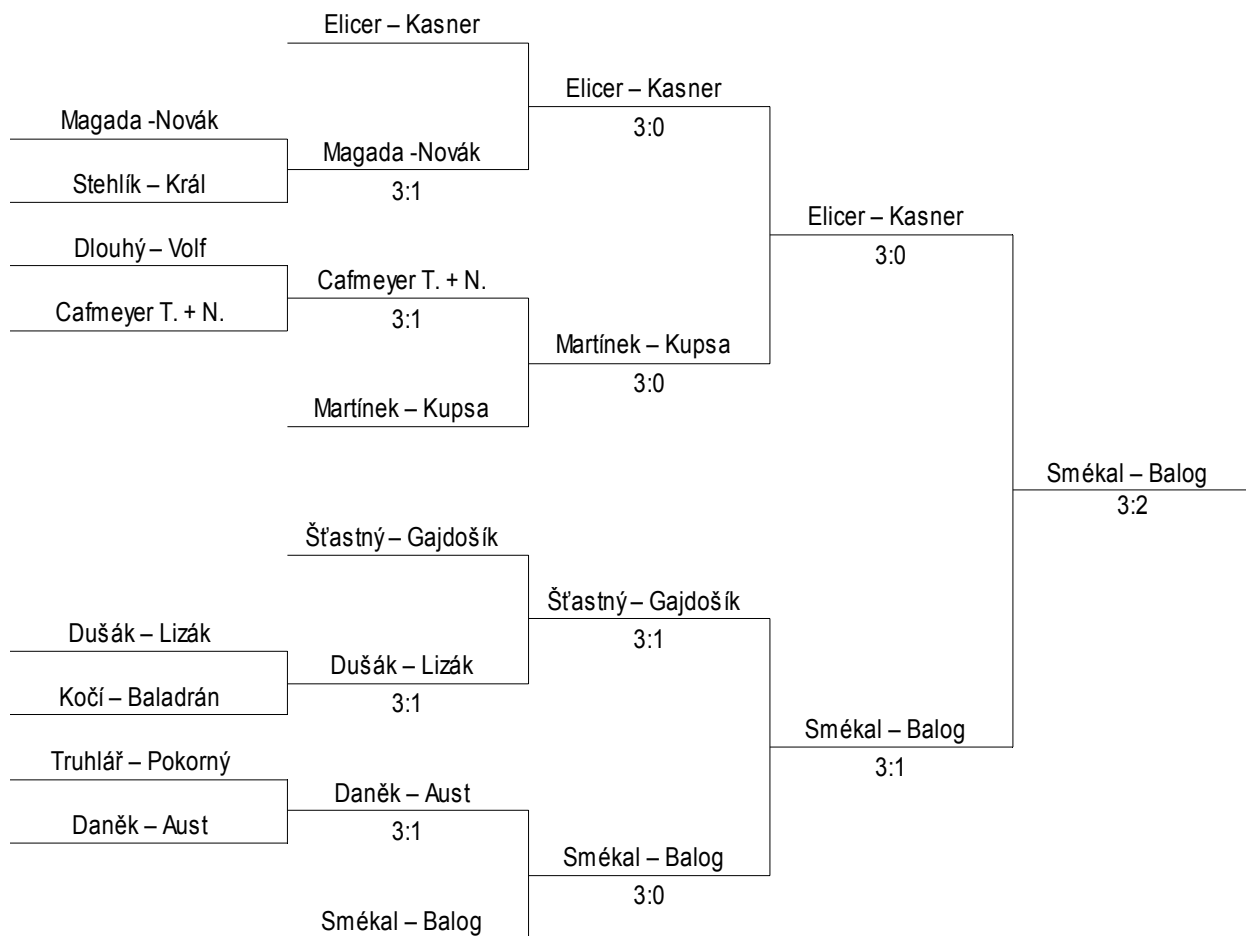 Elicer – Kasner
Elicer – Kasner
3:0
Magada -Novák
Magada -Novák
3:1
Stehlík – Král
Elicer – Kasner
3:0
Dlouhý – Volf
Cafmeyer T. + N.
3:1
Cafmeyer T. + N.
Martínek – Kupsa
3:0
Martínek – Kupsa
Smékal – Balog
3:2
Šťastný – Gajdošík
Šťastný – Gajdošík
3:1
Dušák – Lizák
Dušák – Lizák
3:1
Kočí – Baladrán
Smékal – Balog
3:1
Truhlář – Pokorný
Daněk – Aust
3:1
Daněk – Aust
Smékal – Balog
3:0
Smékal – Balog